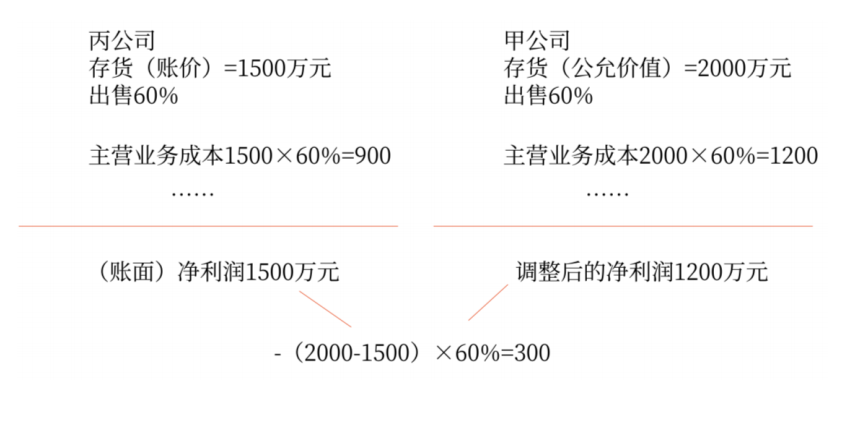 丙公司
存货（账价）=1500万元
出售60%
主营业务成本1500×60%=900
……
（账面）净利润1500万元
甲公司
存货（公允价值）=2000万元
出售60%
主营业务成本2000×60%=1200
……
调整后的净利润1200万元
-（2000-1500）×60%=300